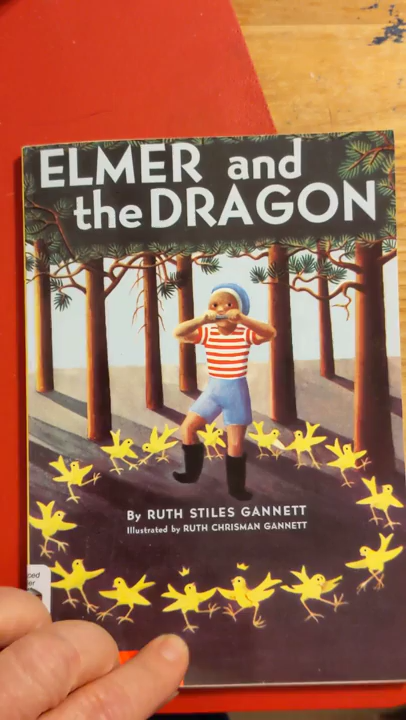 ELMER and
the DRAGON
By RUTH STILES GANNETT
Illustrated by RUTH CHRISMAN GANNETT